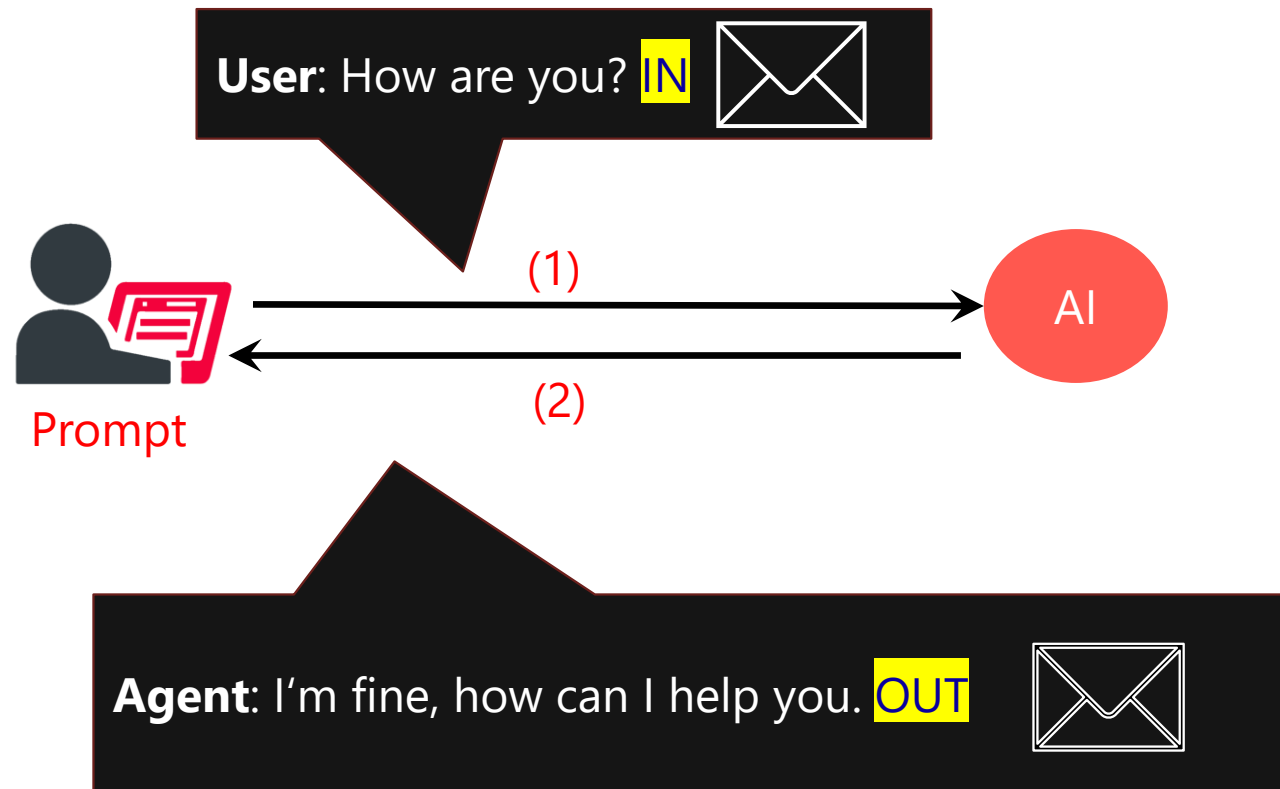 User: How are you? IN
(1)
AI
(2)
Prompt
Agent: I‘m fine, how can I help you. OUT